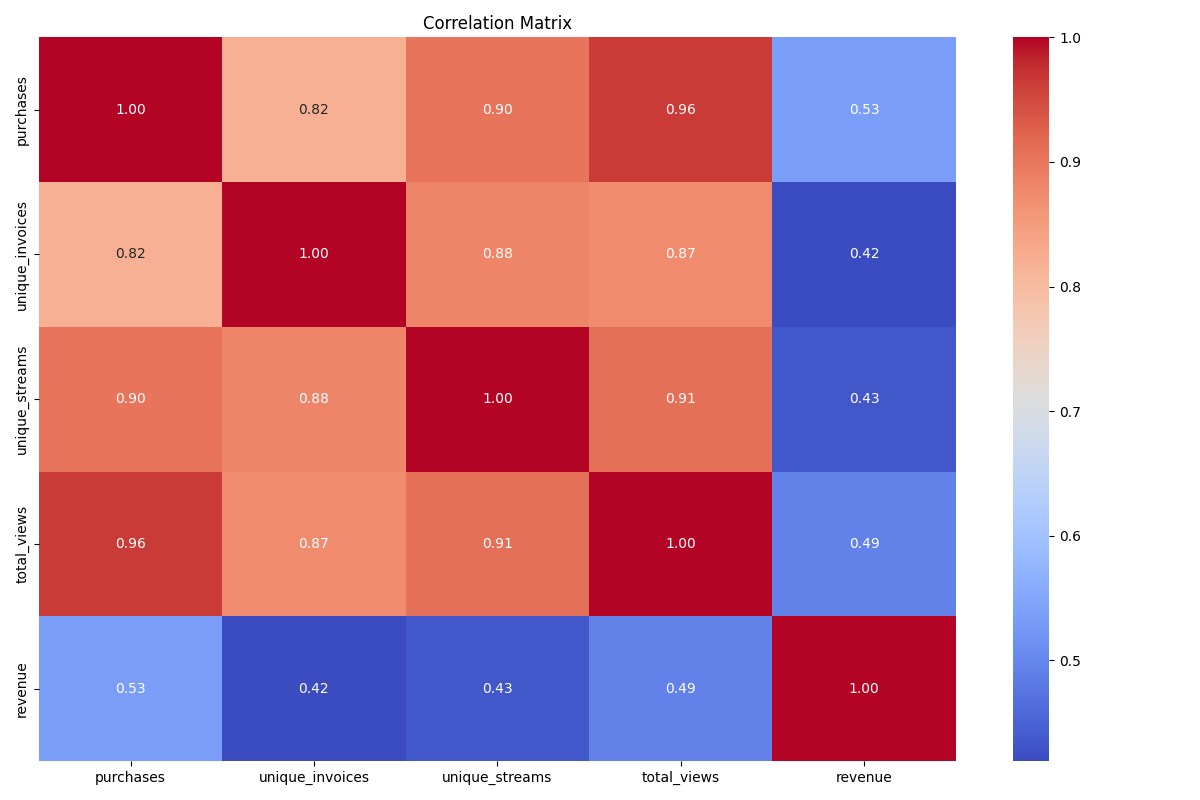 Correlation Matrix
purchases 1.00 0.82 0.90 0.96 0.53
unique_invoices 0.82 1.00 0.88 0.87 0.42
unique_streams 0.90 0.88 1.00 0.91 0.43
total_views 0.96 0.87 0.91 1.00 0.49
revenue 0.53 0.42 0.43 0.49 1.00
purchases unique_invoices unique_streams total_views revenue
1.0
0.9
0.8
0.7
0.6
0.5